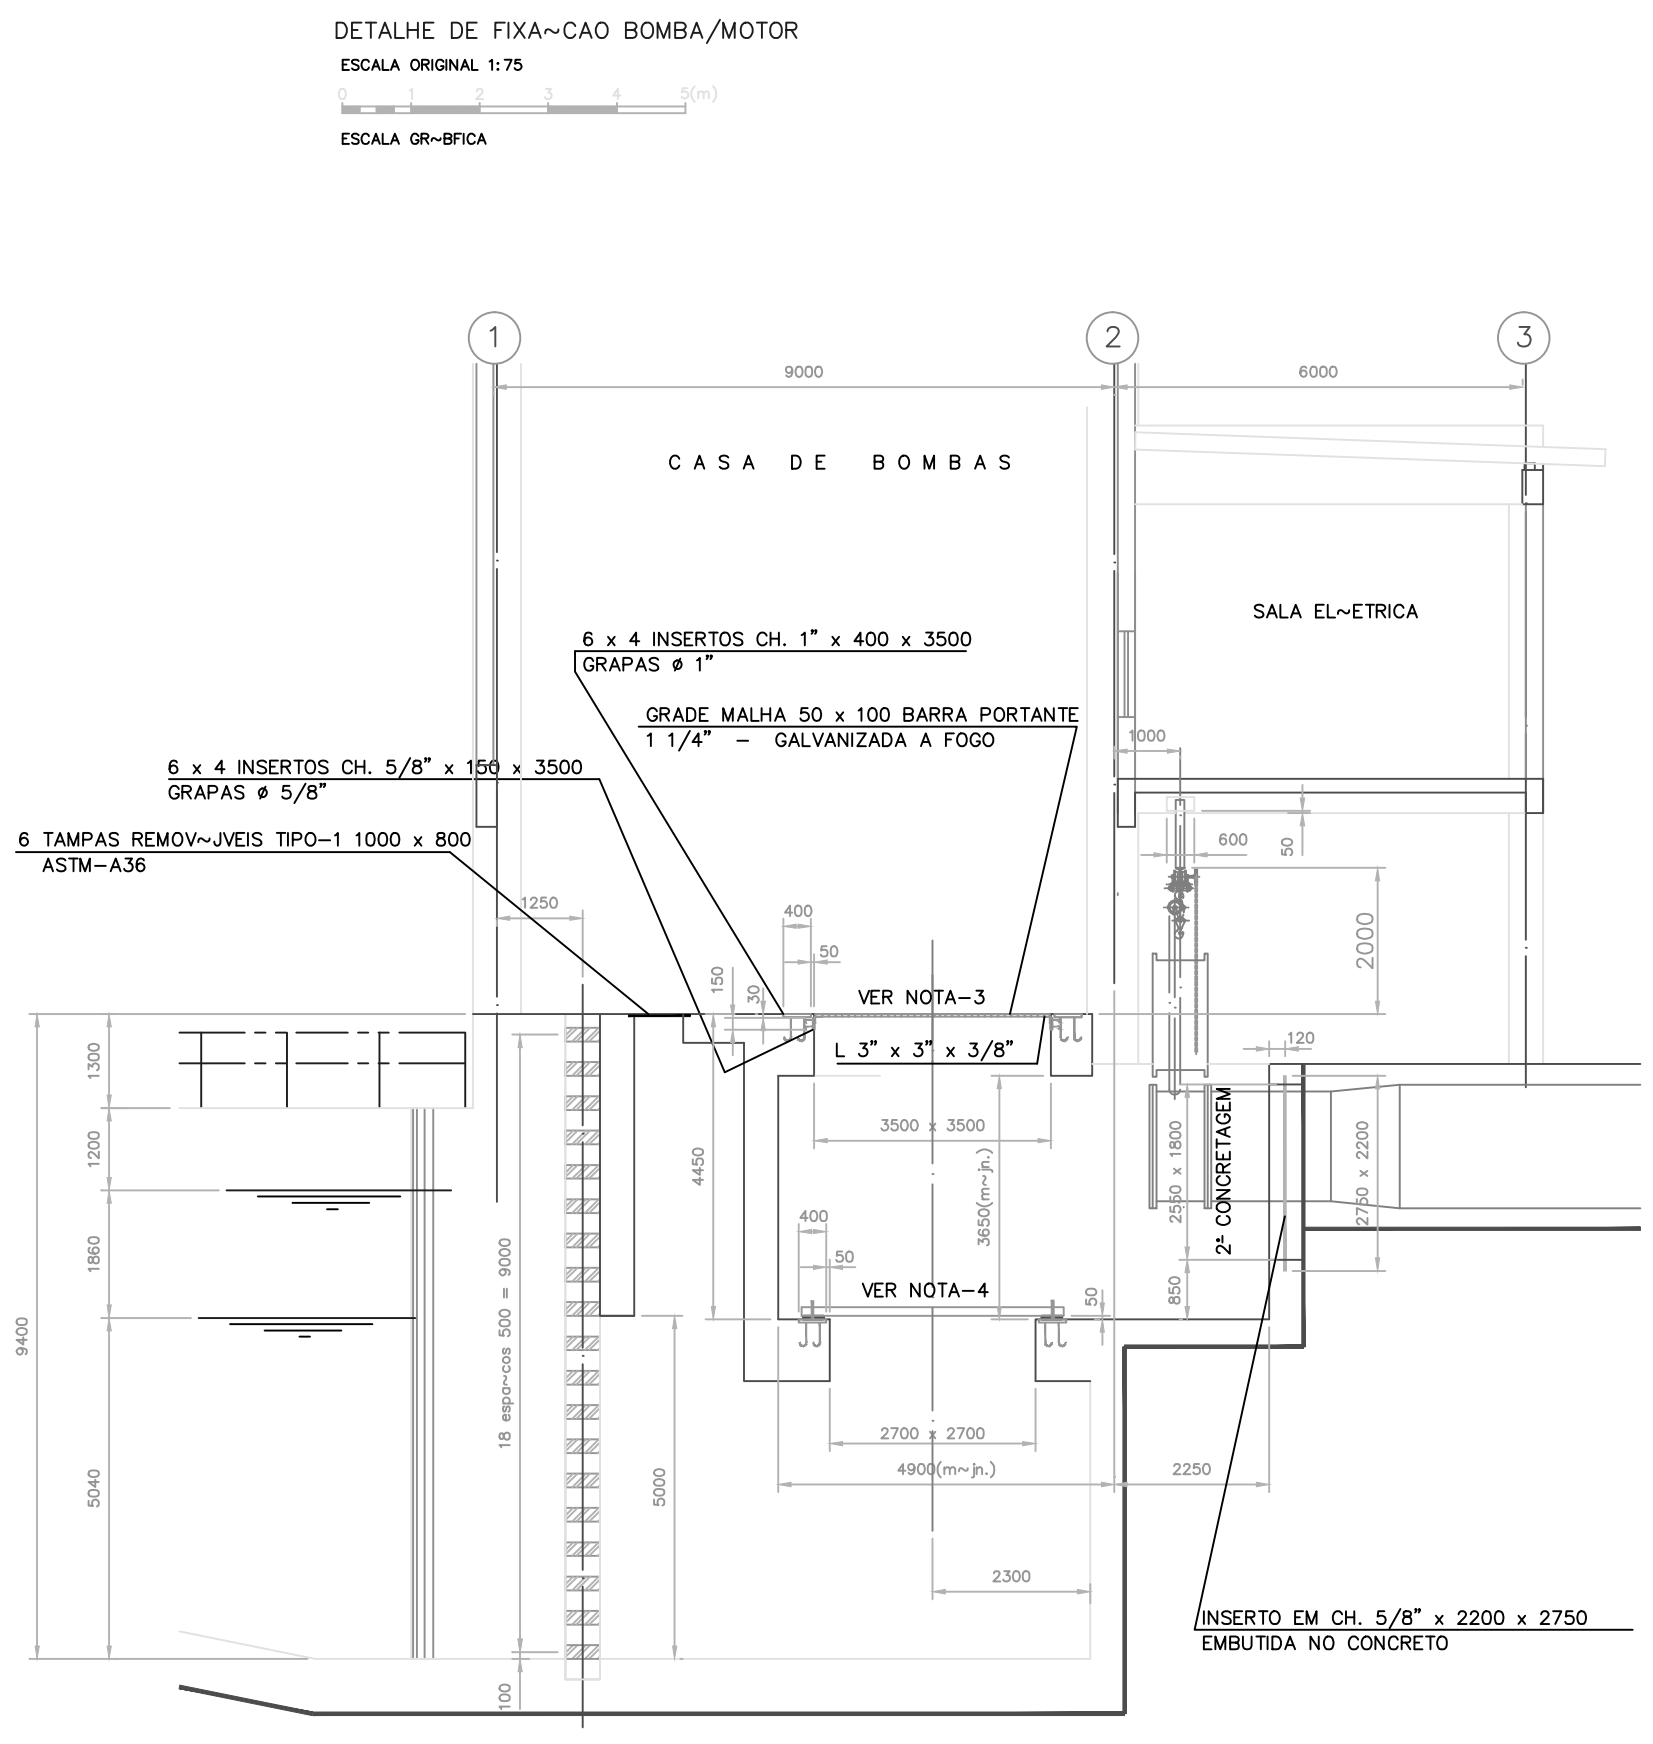 DETALHE DE FIXA~CAO BOMBA/MOTOR
ESCALA ORIGINAL 1:75
0 1 2 3 4 5(m)
ESCALA GR~BFICA
1 2 3
9000 6000
CASA DE BOMBAS
SALA EL~ETRICA
6 x 4 INSERTOS CH. 1" x 400 x 3500
GRAPAS ø 1"
GRADE MALHA 50 x 100 BARRA PORTANTE
1 1/4" - GALVANIZADA A FOGO
1000
6 x 4 INSERTOS CH. 5/8" x 150 x 3500
GRAPAS ø 5/8"
6 TAMPAS REMOV~JVEIS TIPO-1 1000 x 800
ASTM-A36
600
50
1250
400
50
2000
150
30
VER NOTA-3
L 3" x 3" x 3/8"
120
1300
1200
1860
9400
5040
3500 x 3500
4450
3650(m~jn.)
2550 x 1800
2ª CONCRETAGEM
2750 x 2200
400
50
VER NOTA-4
50
850
18 espa~cos 500 = 9000
2700 x 2700
4900(m~jn.)
2250
5000
2300
100
INSERTO EM CH. 5/8" x 2200 x 2750
EMBUTIDA NO CONCRETO